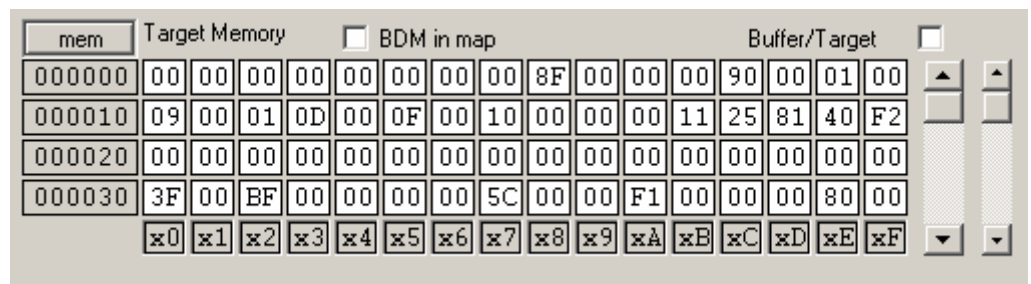 mem Target Memory BDM in map Buffer/Target
000000 00 00 00 00 00 00 00 00 8F 00 00 00 90 00 01 00
000010 09 00 01 0D 00 0F 00 10 00 00 00 11 25 81 40 F2
000020 00 00 00 00 00 00 00 00 00 00 00 00 00 00 00 00
000030 3F 00 BF 00 00 00 00 5C 00 00 F1 00 00 00 80 00
x0 x1 x2 x3 x4 x5 x6 x7 x8 x9 xA xB xC xD xE xF